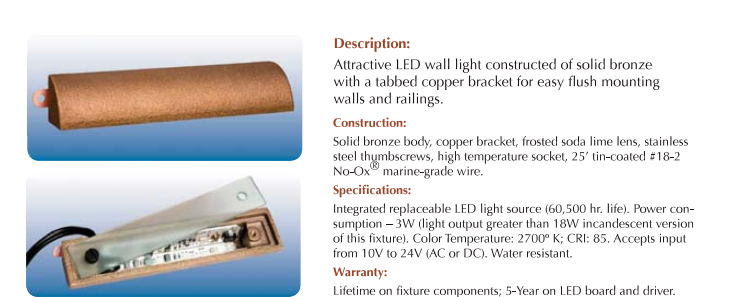 Description:
Attractive LED wall light constructed of solid bronze
with a tabbed copper bracket for easy flush mounting
walls and railings.
Construction:
Solid bronze body, copper bracket, frosted soda lime lens, stainless
steel thumbscrews, high temperature socket, 25’ tin-coated #18-2
No-Ox® marine-grade wire.
Specifications:
Integrated replaceable LED light source (60,500 hr. life). Power con-
sumption – 3W (light output greater than 18W incandescent version
of this fixture). Color Temperature: 2700º K; CRI: 85. Accepts input
from 10V to 24V (AC or DC). Water resistant.
Warranty:
Lifetime on fixture components; 5-Year on LED board and driver.